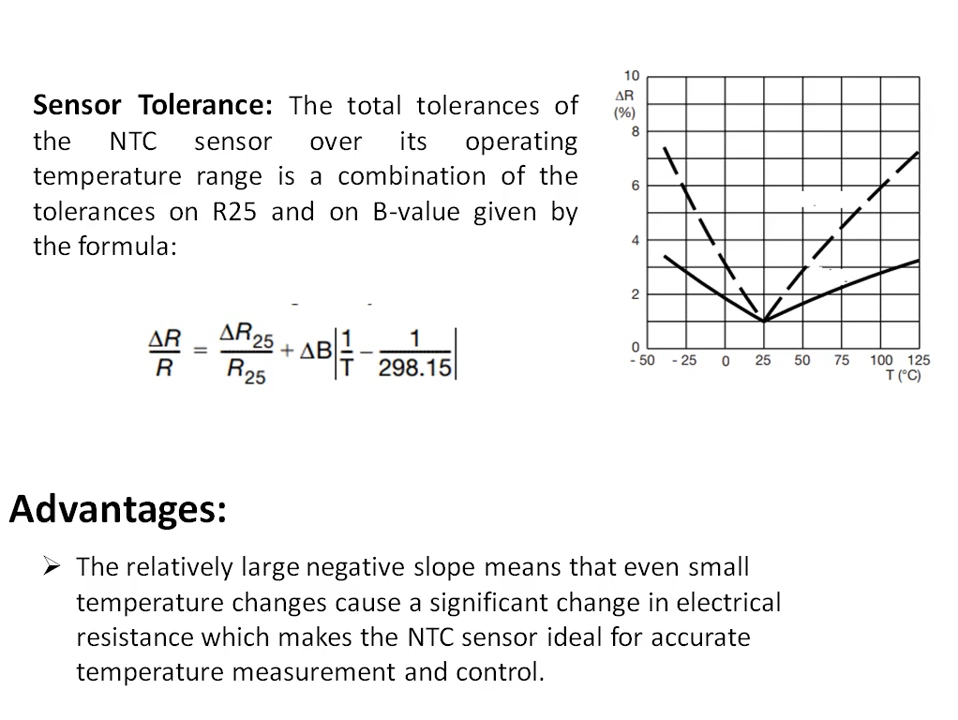 Sensor Tolerance: The total tolerances of
the NTC sensor over its operating
temperature range is a combination of the
tolerances on R25 and on B-value given by
the formula:
ΔR/R = ΔR25/R25 + ΔB|1/T − 1/298.15|
10
ΔR
(%)
8
6
4
2
0
- 50 - 25 0 25 50 75 100 125
T (°C)
Advantages:
➢ The relatively large negative slope means that even small
temperature changes cause a significant change in electrical
resistance which makes the NTC sensor ideal for accurate
temperature measurement and control.